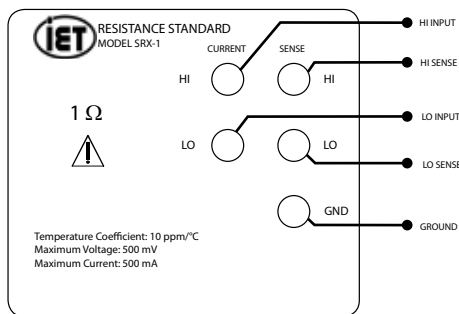 IET
RESISTANCE STANDARD
MODEL SRX-1
CURRENT SENSE
HI HI
1 Ω
LO LO
GND
Temperature Coefficient: 10 ppm/°C
Maximum Voltage: 500 mV
Maximum Current: 500 mA
HI INPUT
HI SENSE
LO INPUT
LO SENSE
GROUND